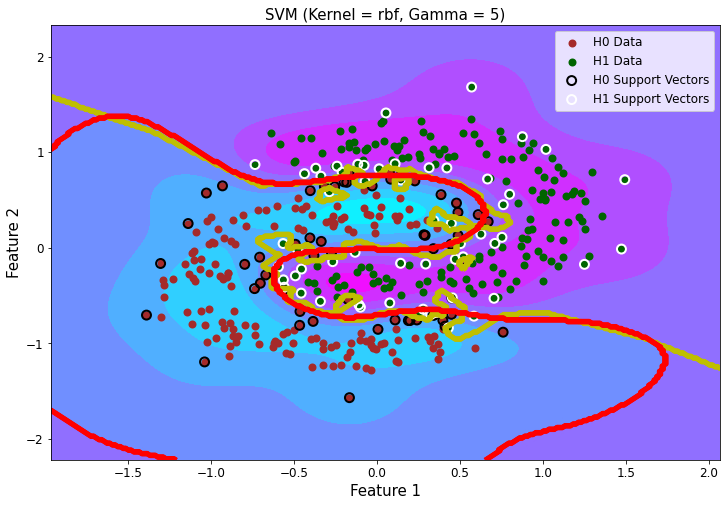 SVM (Kernel = rbf, Gamma = 5)
H0 Data
H1 Data
H0 Support Vectors
H1 Support Vectors
Feature 2
2
1
0
−1
−2
−1.5
−1.0
−0.5
0.0
0.5
1.0
1.5
2.0
Feature 1